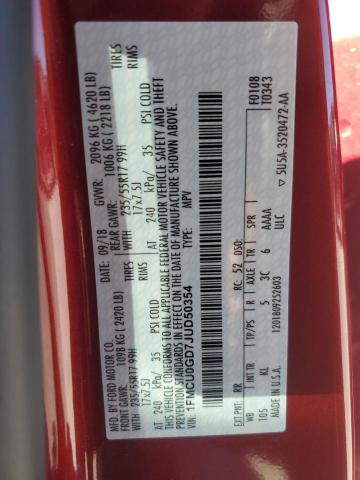 MFD. BY FORD MOTOR CO.
DATE: 09/18 GVWR: 2096 KG ( 4620 LB)
FRONT GAWR: 1098 KG (2420 LB) REAR GAWR: 1006 KG ( 2218 LB)
WITH 235/55R17 99H TIRES WITH 235/55R17 99H TIRES
17x7.5J RIMS 17x7.5J RIMS
AT 240 kPa/ 35 PSI COLD AT 240 kPa/ 35 PSI COLD
THIS VEHICLE CONFORMS TO ALL APPLICABLE FEDERAL MOTOR VEHICLE SAFETY AND THEFT
PREVENTION STANDARDS IN EFFECT ON THE DATE OF MANUFACTURE SHOWN ABOVE.
VIN: 1FMCU0GD7JUD50354 TYPE: MPV
F0108
T0343
EXT PNT: RR RC: 52 DSO:
WB INT TR TP/PS R AXLE TR SPR
105 KL 5 3C 6 AAAA
ULC
MADE IN U.S.A. 1201809252603
▽ 5U5A-3520472-AA